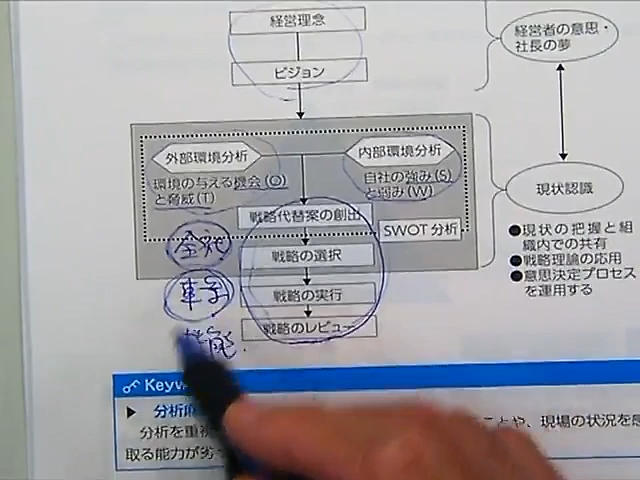 経営理念
ビジョン
経営者の意思・
社長の夢
外部環境分析
環境の与える機会(O)
と脅威(T)
内部環境分析
自社の強み(S)
と弱み(W)
戦略代替案の創出
SWOT分析
戦略の選択
戦略の実行
戦略のレビュー
現状認識
●現状の把握と組
織内での共有
●戦略理論の応用
●意思決定プロセス
を運用する
全社
機能
Keyw
▶ 分析麻
分析を重視
ことや、現場の状況を感
取る能力が劣